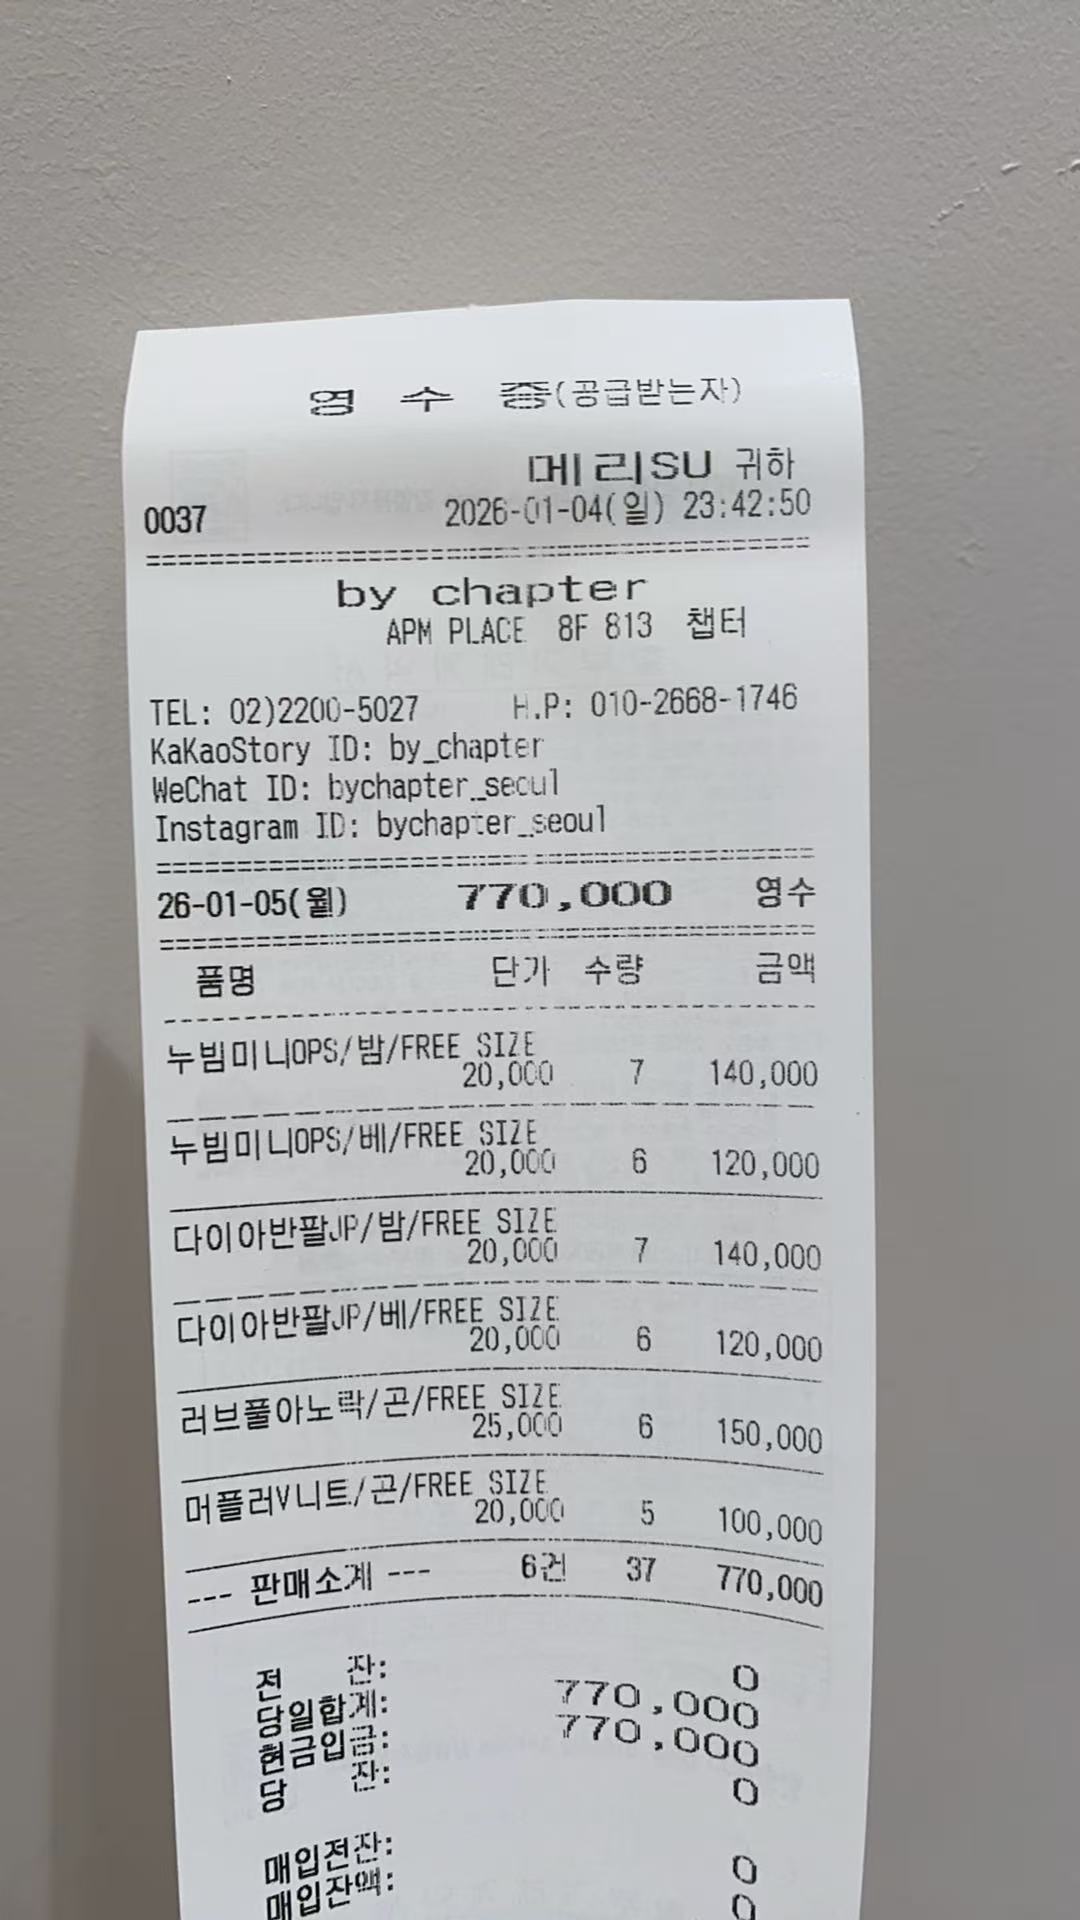 영 수 증(공급받는자)
메리SU 귀하
0037 2026-01-04(일) 23:42:50
by chapter
APM PLACE 8F 813 챕터
TEL: 02)2200-5027 H.P: 010-2668-1746
KaKaoStory ID: by_chapter
WeChat ID: bychapter_seoul
Instagram ID: bychapter_seoul
26-01-05(월) 770,000 영수
품명 단가 수량 금액
누빔미니OPS/밤/FREE SIZE
20,000 7 140,000
누빔미니OPS/베/FREE SIZE
20,000 6 120,000
다이아반팔JP/밤/FREE SIZE
20,000 7 140,000
다이아반팔JP/베/FREE SIZE
20,000 6 120,000
러브풀아노락/곤/FREE SIZE
25,000 6 150,000
머플러V니트/곤/FREE SIZE
20,000 5 100,000
--- 판매소계 --- 6건 37 770,000
전 잔: 0
당일합계: 770,000
현금입금: 770,000
당 잔: 0
매입전잔: 0
매입잔액: 0